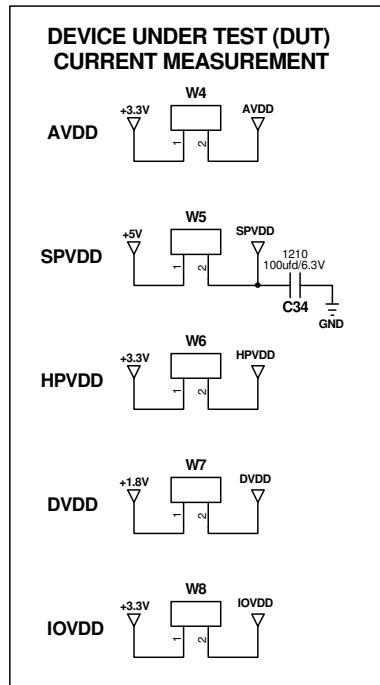 DEVICE UNDER TEST (DUT)
CURRENT MEASUREMENT
W4
+3.3V
AVDD
AVDD
1
2
W5
+5V
SPVDD
SPVDD
1
2
1210
100ufd/6.3V
C34
GND
W6
+3.3V
HPVDD
HPVDD
1
2
W7
+1.8V
DVDD
DVDD
1
2
W8
+3.3V
IOVDD
IOVDD
1
2